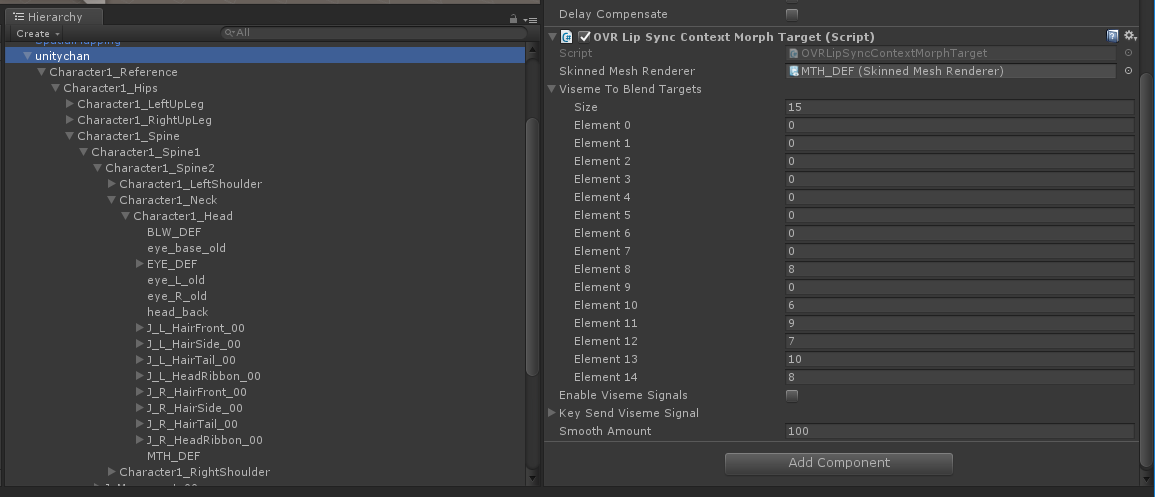 Hierarchy
Create
All
SpatialMapping
unitychan
Character1_Reference
Character1_Hips
Character1_LeftUpLeg
Character1_RightUpLeg
Character1_Spine
Character1_Spine1
Character1_Spine2
Character1_LeftShoulder
Character1_Neck
Character1_Head
BLW_DEF
eye_base_old
EYE_DEF
eye_L_old
eye_R_old
head_back
J_L_HairFront_00
J_L_HairSide_00
J_L_HairTail_00
J_L_HeadRibbon_00
J_R_HairFront_00
J_R_HairSide_00
J_R_HairTail_00
J_R_HeadRibbon_00
MTH_DEF
Character1_RightShoulder
Delay Compensate
OVR Lip Sync Context Morph Target (Script)
Script OVRLipSyncContextMorphTarget
Skinned Mesh Renderer MTH_DEF (Skinned Mesh Renderer)
Viseme To Blend Targets
Size 15
Element 0 0
Element 1 0
Element 2 0
Element 3 0
Element 4 0
Element 5 0
Element 6 0
Element 7 0
Element 8 8
Element 9 0
Element 10 6
Element 11 9
Element 12 7
Element 13 10
Element 14 8
Enable Viseme Signals
Key Send Viseme Signal
Smooth Amount 100
Add Component